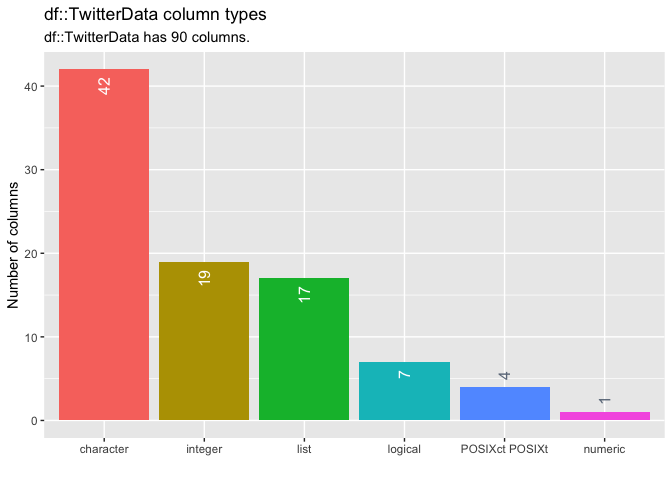 df::TwitterData column types
df::TwitterData has 90 columns.
Number of columns
40
30
20
10
0
42
19
17
7
4
1
character
integer
list
logical
POSIXct POSIXt
numeric